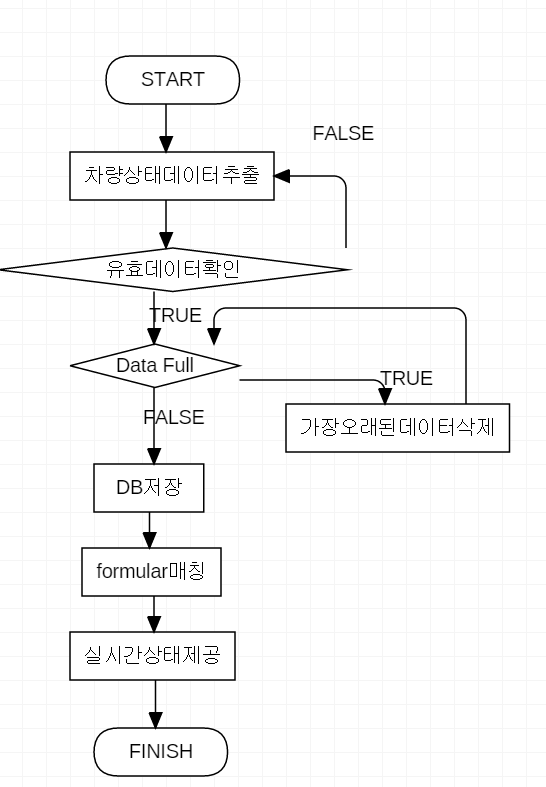 START
FALSE
차량상태데이터추출
유효데이터확인
TRUE
Data Full
TRUE
FALSE
가장오래된데이터삭제
DB저장
formular매칭
실시간상태제공
FINISH